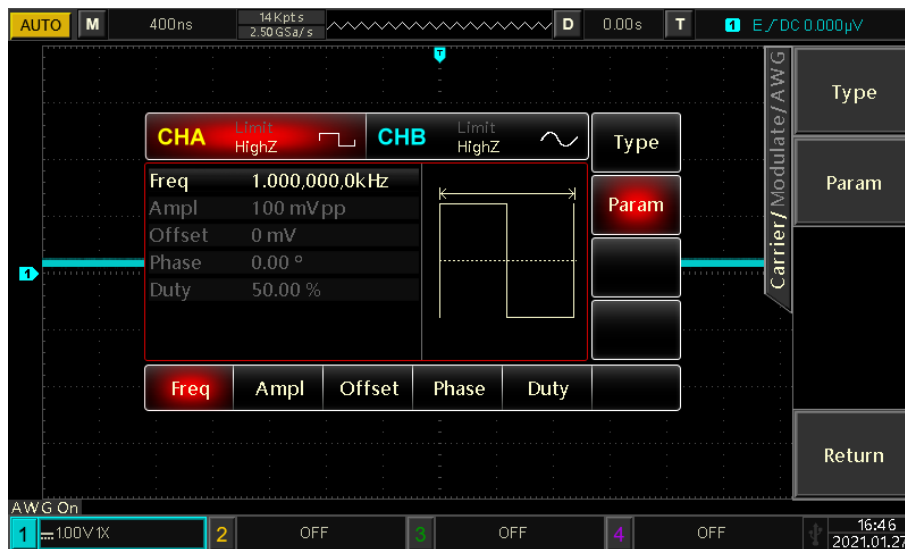 AUTO M 400ns 14Kpts D 0.00s T 1 E DC 0.000µV
2.50GSa/s
T
Carrier/Modulate/AWG
Type
Param
Return
CHA Limit HighZ
CHB Limit HighZ
Type
Param
Freq 1.000,000,0kHz
Ampl 100 mVpp
Offset 0 mV
Phase 0.00 °
Duty 50.00 %
1
Freq Ampl Offset Phase Duty
AWG On
1 1.00V 1X 2 OFF 3 OFF 4 OFF 16:46
2021.01.27